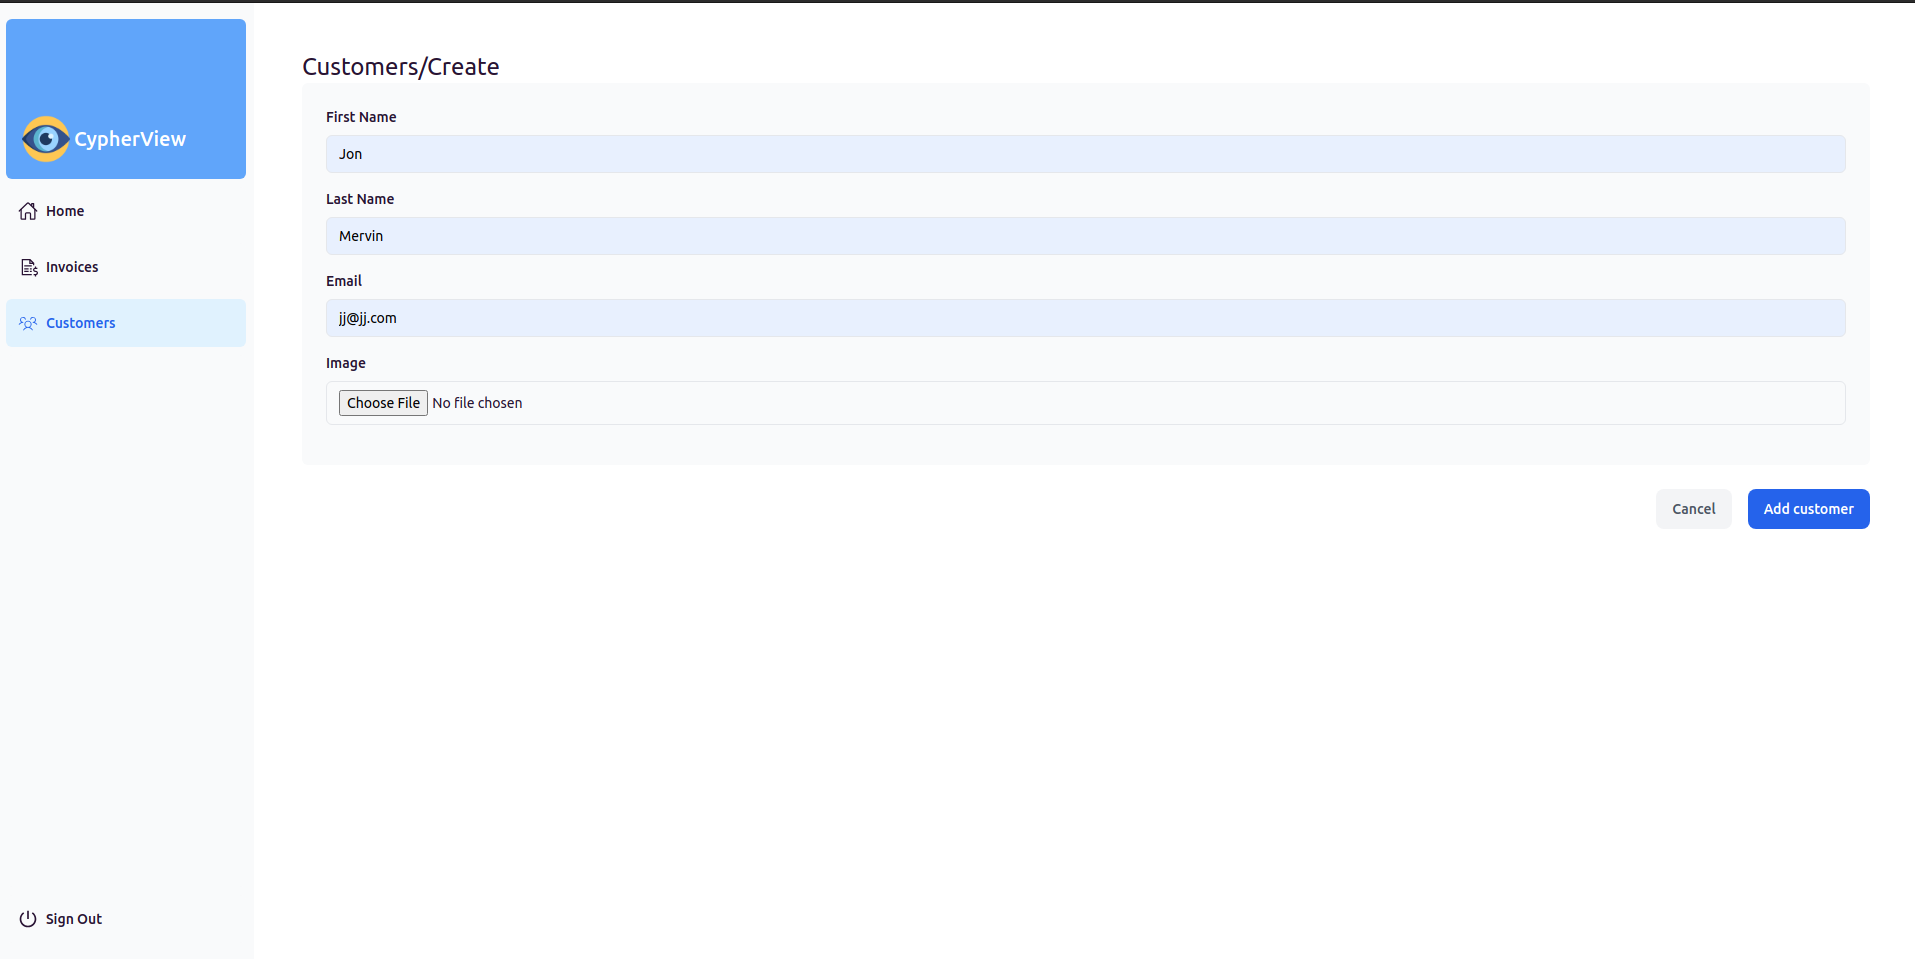 CypherView
Home
Invoices
Customers
Sign Out
Customers/Create
First Name
Jon
Last Name
Mervin
Email
jj@jj.com
Image
Choose File No file chosen
Cancel Add customer